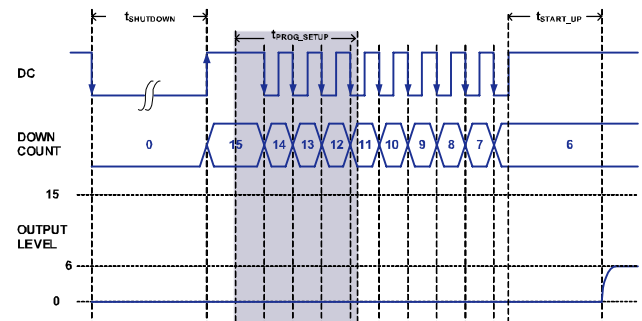 tSHUTDOWN
tPROG_SETUP
tSTART_UP
DC
DOWN COUNT
0 15 14 13 12 11 10 9 8 7 6
15
OUTPUT LEVEL
6
0